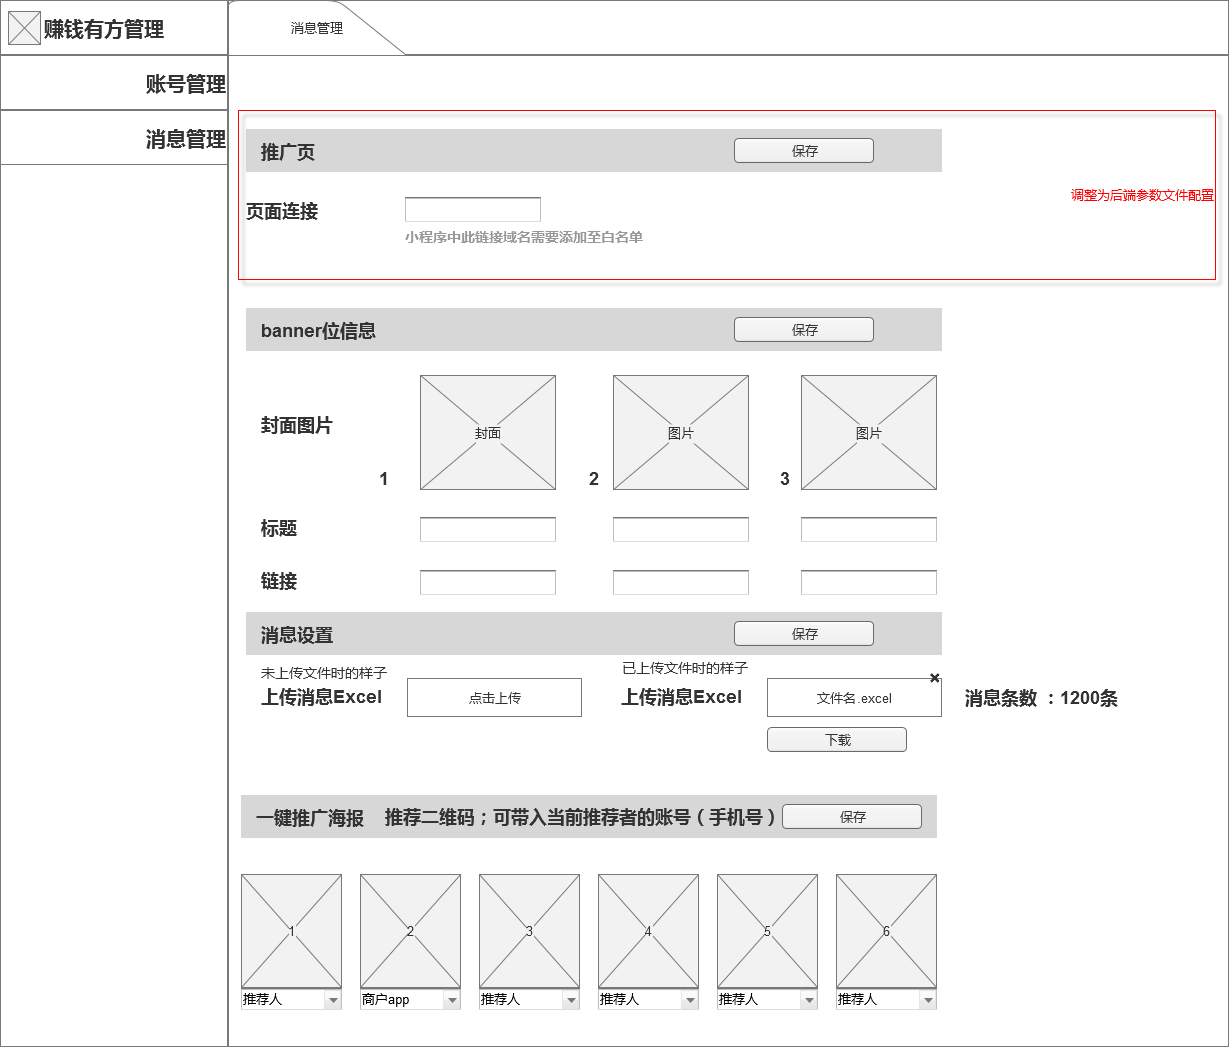 赚钱有方管理
消息管理
账号管理
消息管理
推广页
保存
调整为后端参数文件配置
页面连接
小程序中此链接域名需要添加至白名单
banner位信息
保存
封面图片
封面
图片
图片
1
2
3
标题
链接
消息设置
保存
未上传文件时的样子
已上传文件时的样子
上传消息Excel
点击上传
上传消息Excel
文件名.excel
消息条数 ：1200条
下载
一键推广海报
推荐二维码；可带入当前推荐者的账号（手机号）
保存
1
2
3
4
5
6
推荐人
商户app
推荐人
推荐人
推荐人
推荐人